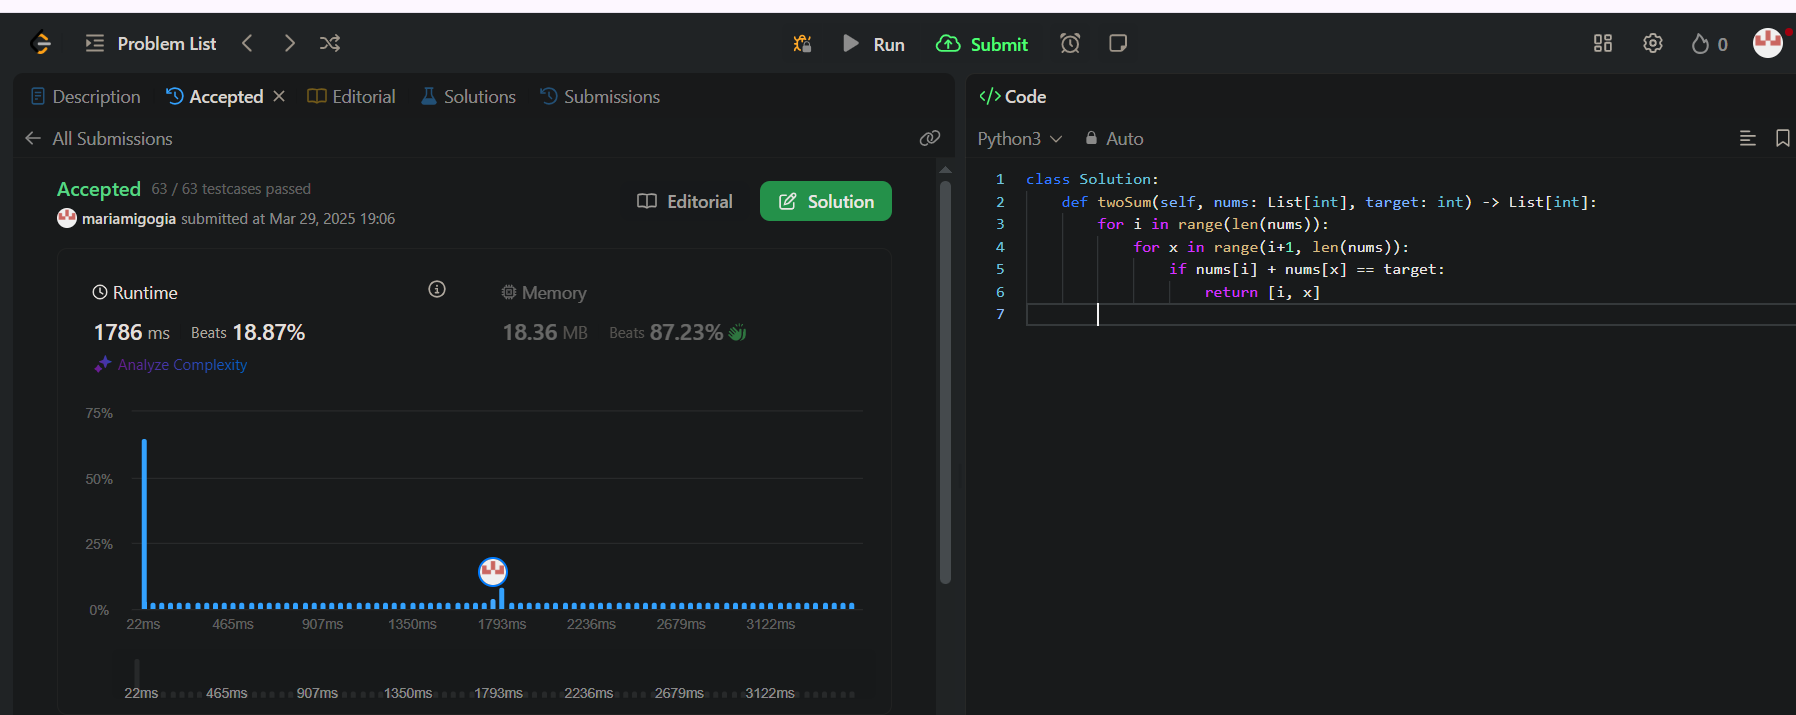 Problem List
Run
Submit
0
Description
Accepted
Editorial
Solutions
Submissions
All Submissions
Accepted 63 / 63 testcases passed
mariamigogia submitted at Mar 29, 2025 19:06
Editorial
Solution
Runtime
1786 ms Beats 18.87%
Analyze Complexity
Memory
18.36 MB Beats 87.23%
75%
50%
25%
0%
22ms 465ms 907ms 1350ms 1793ms 2236ms 2679ms 3122ms
22ms 465ms 907ms 1350ms 1793ms 2236ms 2679ms 3122ms
</> Code
Python3 Auto
1 class Solution:
2 def twoSum(self, nums: List[int], target: int) -> List[int]:
3 for i in range(len(nums)):
4 for x in range(i+1, len(nums)):
5 if nums[i] + nums[x] == target:
6 return [i, x]
7